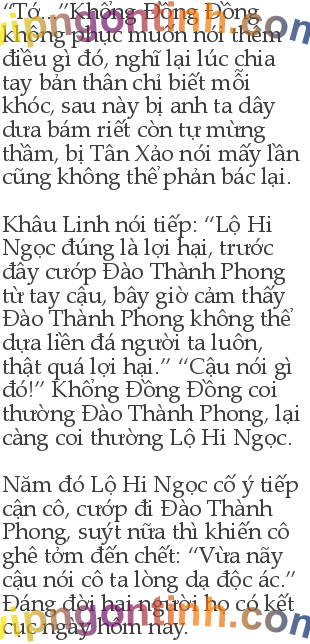 “Tớ...”Khổng Đồng Đồng
không phục muốn nói thêm
điều gì đó, nghĩ lại lúc chia
tay bản thân chỉ biết mỗi
khóc, sau này bị anh ta dây
dưa bám riết còn tự mừng
thầm, bị Tân Xảo nói mấy lần
cũng không thể phản bác lại.

Khâu Linh nói tiếp: “Lộ Hi
Ngọc đúng là lợi hại, trước
đây cướp Đào Thành Phong
từ tay cậu, bây giờ cảm thấy
Đào Thành Phong không thể
dựa liền đá người ta luôn,
thật quá lợi hại.” “Cậu nói gì
đó!” Khổng Đồng Đồng coi
thường Đào Thành Phong, lại
càng coi thường Lộ Hi Ngọc.

Năm đó Lộ Hi Ngọc cố ý tiếp
cận cô, cướp đi Đào Thành
Phong, suýt nữa thì khiến cô
ghê tởm đến chết: “Vừa nãy
cậu nói cô ta lòng dạ độc ác.”
Đáng đời hai người họ có kết
cục ngày hôm nay.